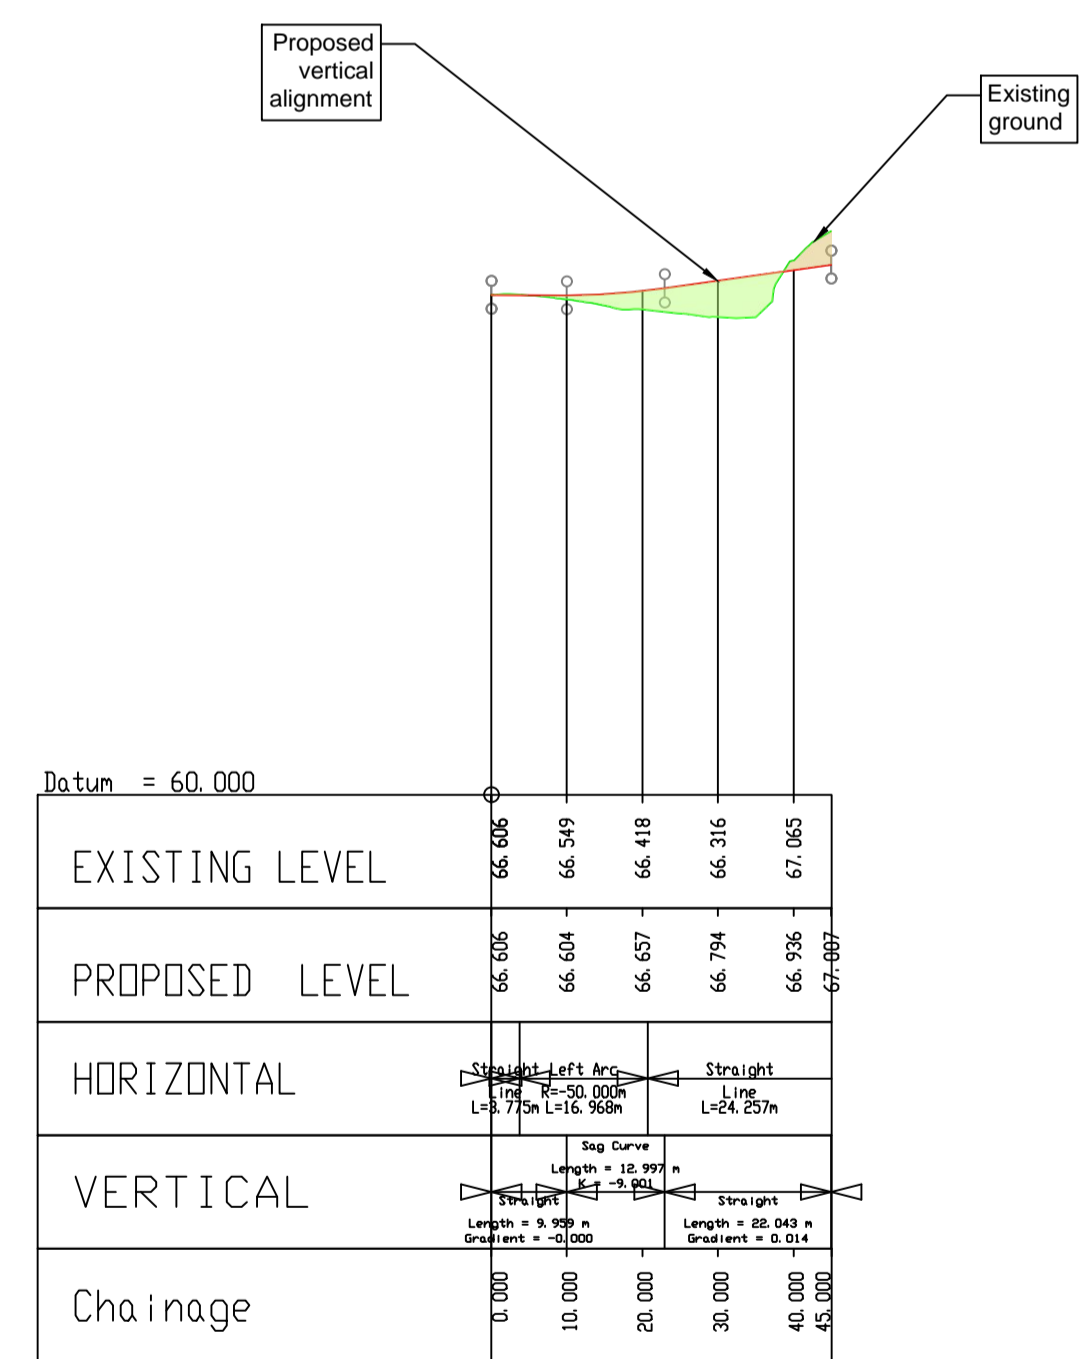 Proposed
vertical
alignment
Existing
ground
Datum = 60.000
EXISTING LEVEL
66.606
66.549
66.418
66.316
67.065
PROPOSED LEVEL
66.606
66.604
66.657
66.794
66.936
67.007
HORIZONTAL
Straight
Line
L=3.775m
Left Arc
R=-50.000m
L=16.968m
Straight
Line
L=24.257m
VERTICAL
Straight
Length = 9.959 m
Gradient = -0.000
Sag Curve
Length = 12.997 m
K = -9.001
Straight
Length = 22.043 m
Gradient = 0.014
Chainage
0.000
10.000
20.000
30.000
40.000
45.000